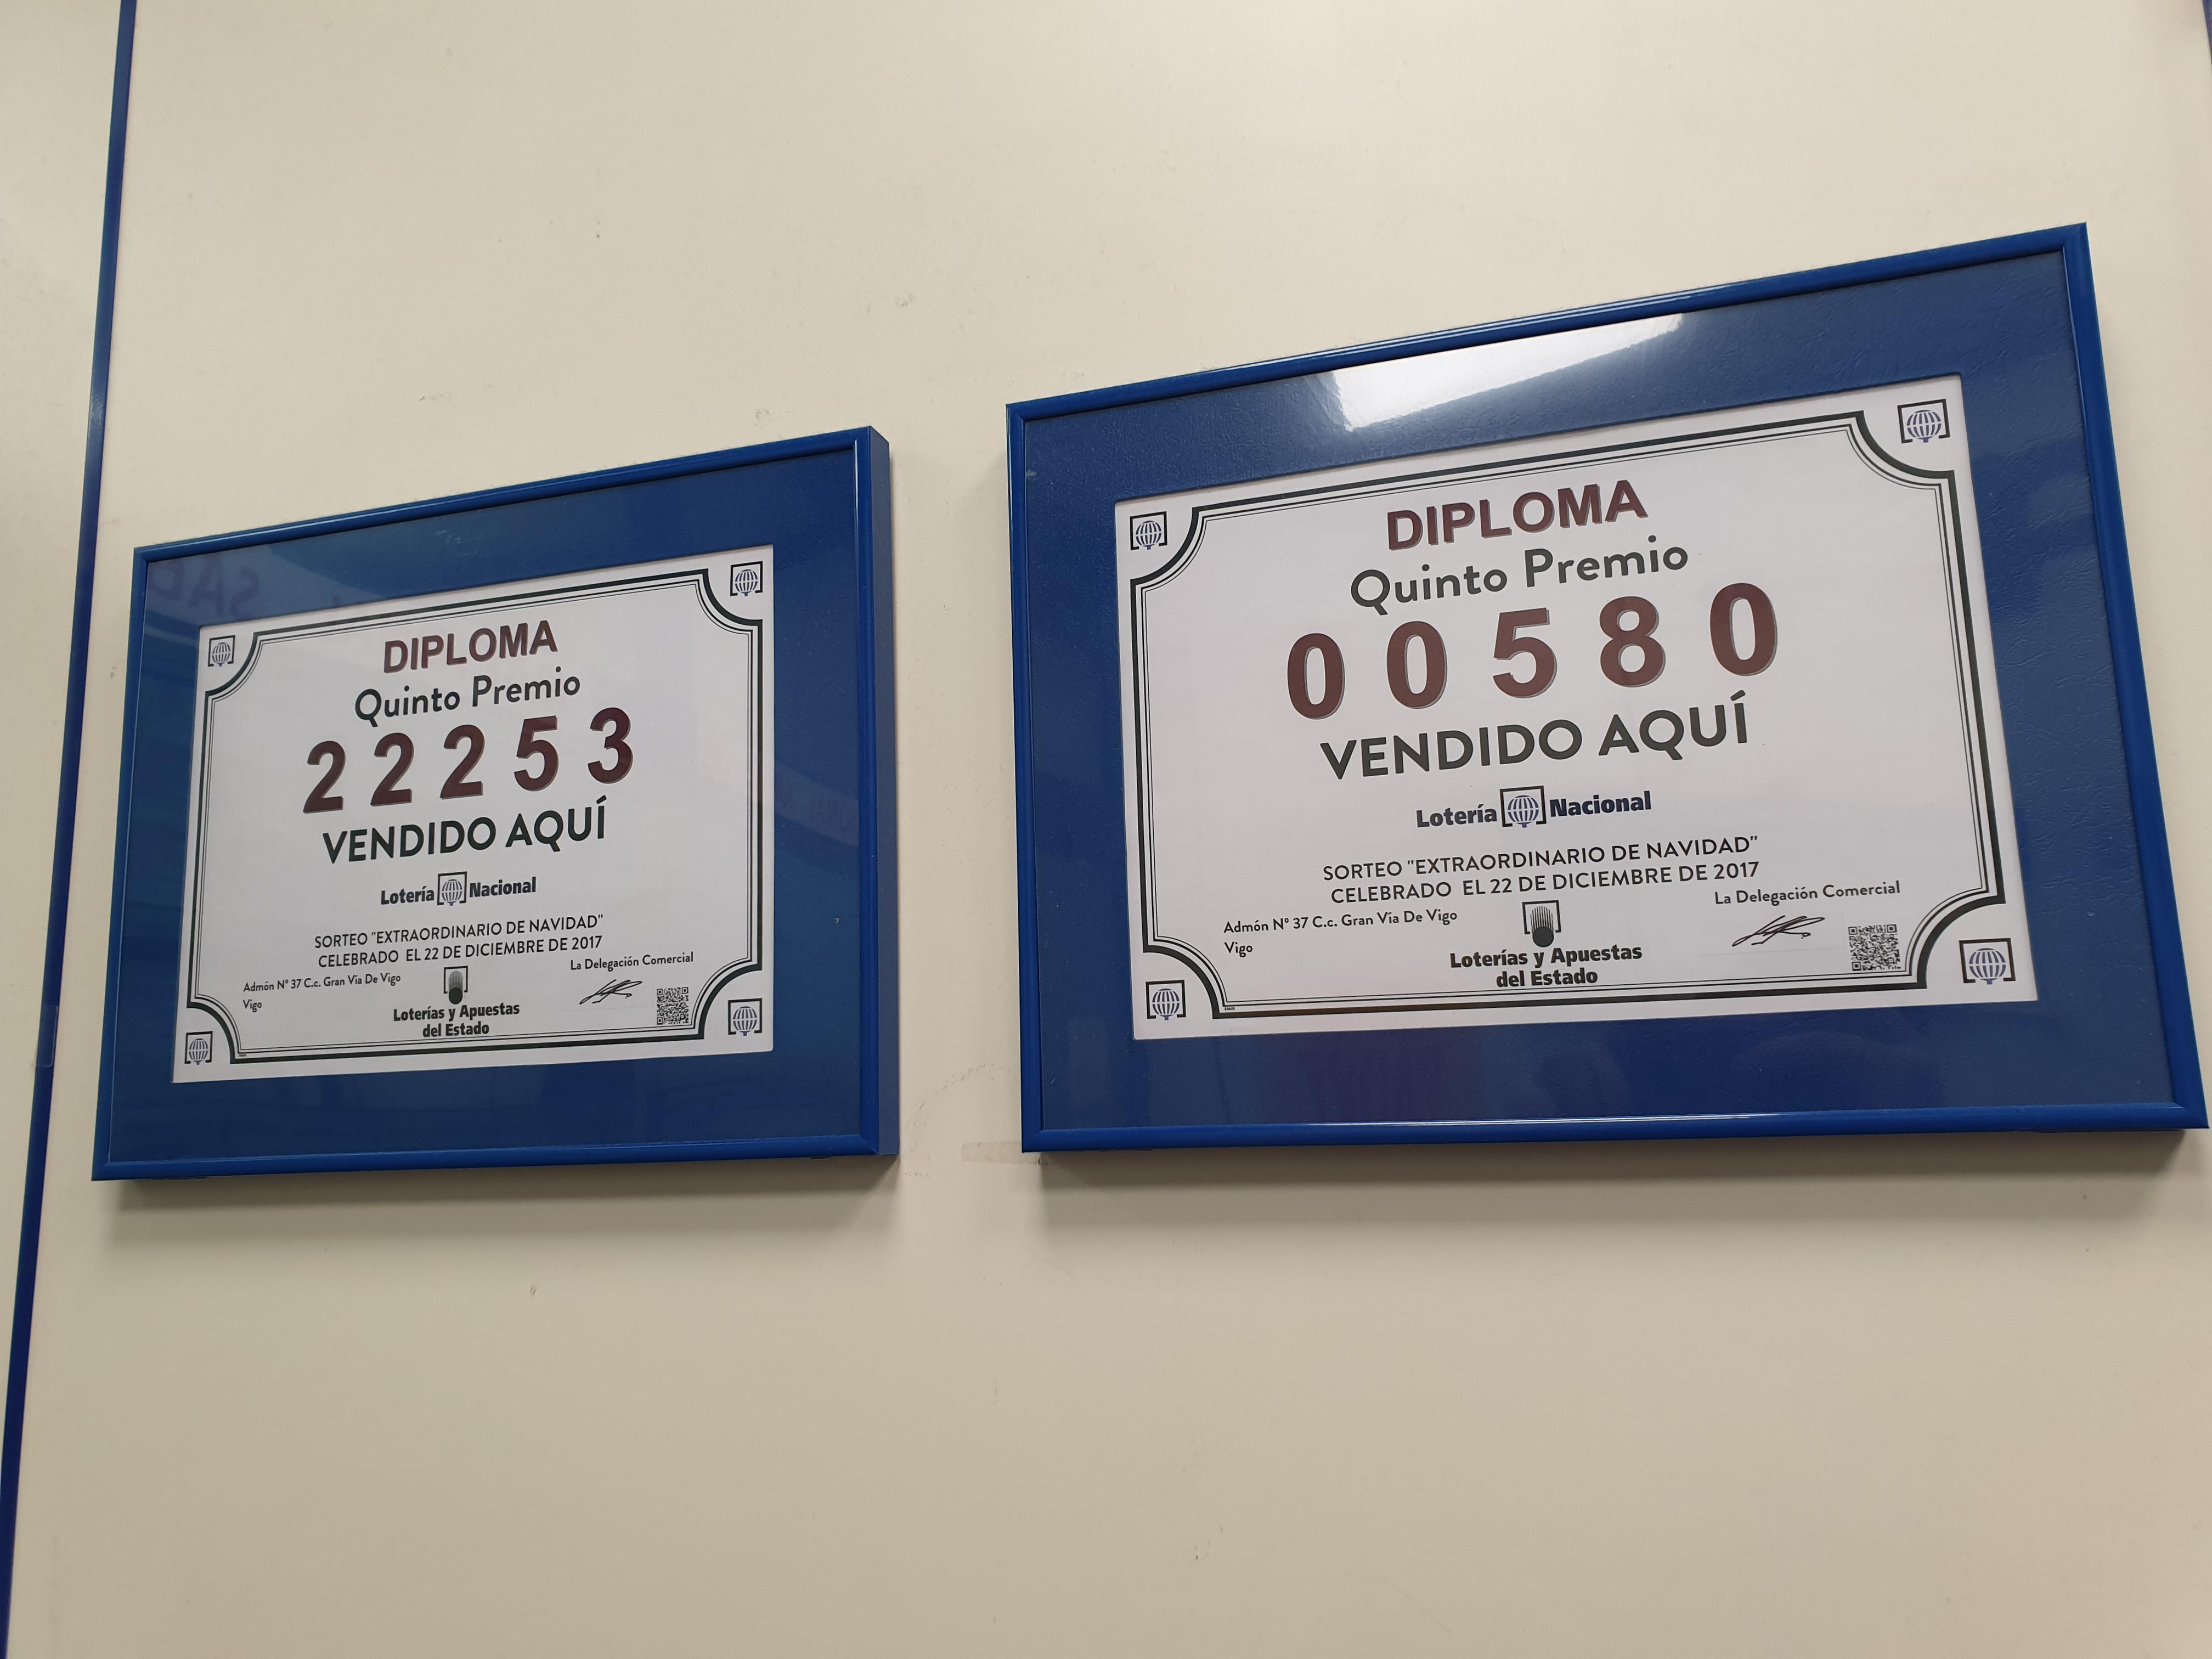 DIPLOMA
Quinto Premio
22253
VENDIDO AQUÍ
Lotería Nacional
SORTEO "EXTRAORDINARIO DE NAVIDAD"
CELEBRADO EL 22 DE DICIEMBRE DE 2017
La Delegación Comercial
Admón Nº 37 C.c. Gran Vía De Vigo
Vigo
Loterías y Apuestas
del Estado
DIPLOMA
Quinto Premio
00580
VENDIDO AQUÍ
Lotería Nacional
SORTEO "EXTRAORDINARIO DE NAVIDAD"
CELEBRADO EL 22 DE DICIEMBRE DE 2017
La Delegación Comercial
Admón Nº 37 C.c. Gran Vía De Vigo
Vigo
Loterías y Apuestas
del Estado